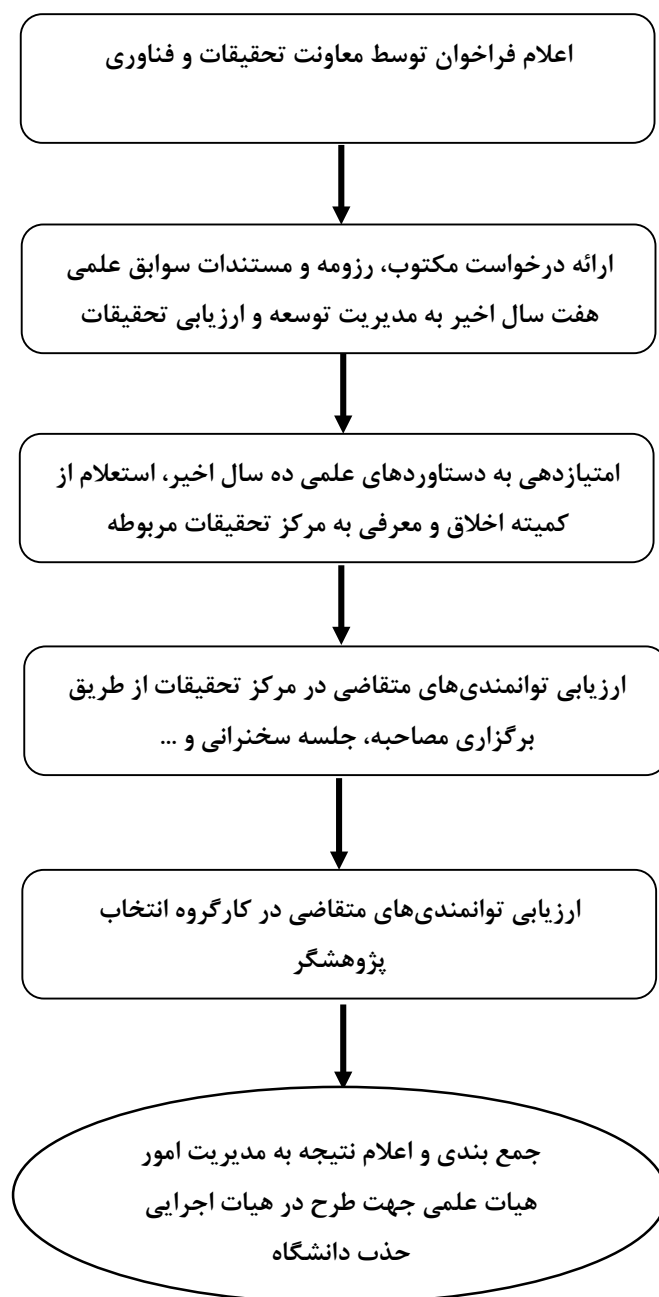 اعلام فراخوان توسط معاونت تحقیقات و فناوری
ارائه درخواست مکتوب، رزومه و مستندات سوابق علمی
هفت سال اخیر به مدیریت توسعه و ارزیابی تحقیقات
امتیازدهی به دستاوردهای علمی ده سال اخیر، استعلام از
کمیته اخلاق و معرفی به مرکز تحقیقات مربوطه
ارزیابی توانمندی‌های متقاضی در مرکز تحقیقات از طریق
برگزاری مصاحبه، جلسه سخنرانی و ...
ارزیابی توانمندی‌های متقاضی در کارگروه انتخاب
پژوهشگر
جمع بندی و اعلام نتیجه به مدیریت امور
هیات علمی جهت طرح در هیات اجرایی
حذب دانشگاه